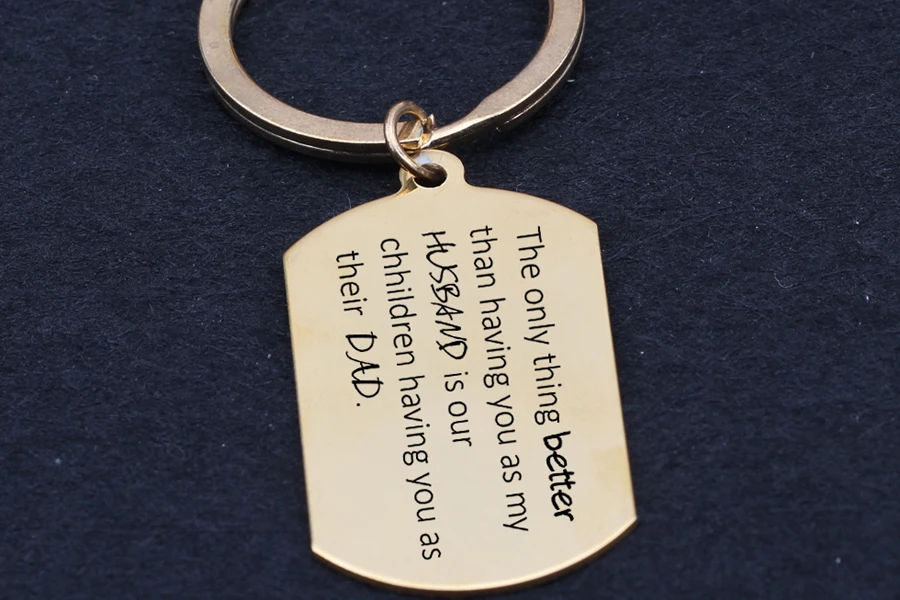 The only thing better
than having you as my
HUSBAND is our
chhildren having you as
their DAD.